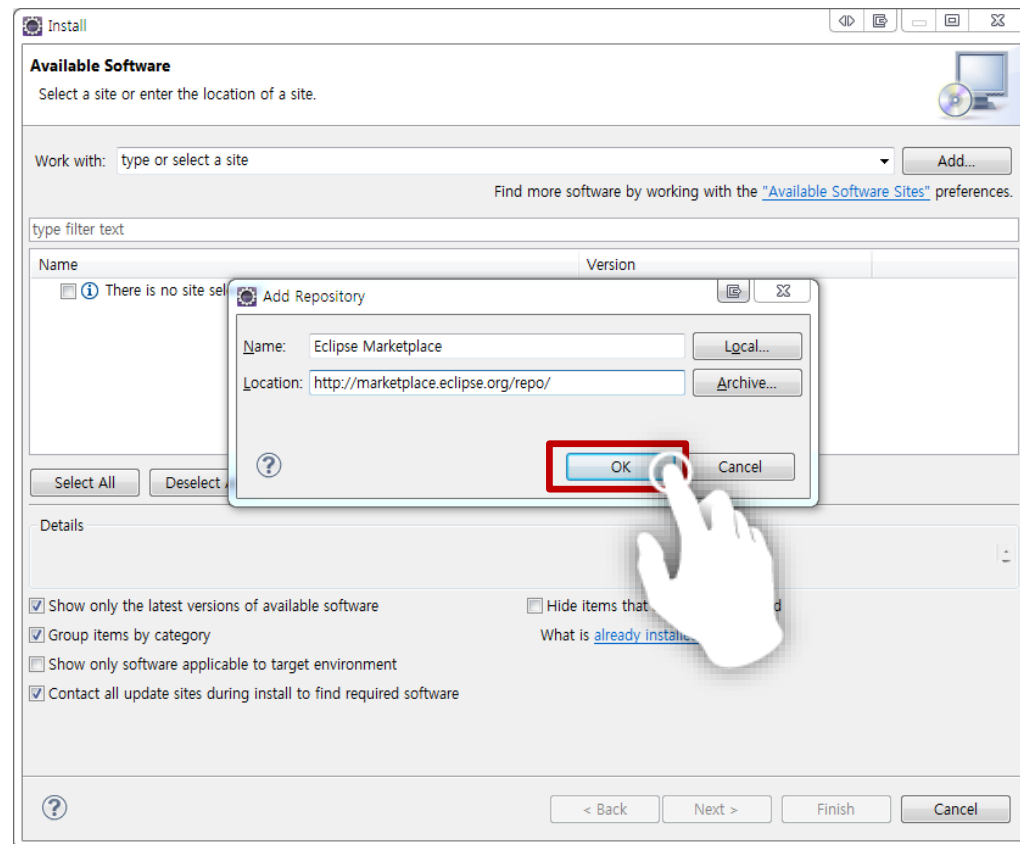 Install
Available Software
Select a site or enter the location of a site.
Work with: type or select a site Add...
Find more software by working with the "Available Software Sites" preferences.
type filter text
Name Version
There is no site
Add Repository
Name: Eclipse Marketplace Local...
Location: http://marketplace.eclipse.org/repo/ Archive...
OK Cancel
Select All Deselect
Details
Show only the latest versions of available software Hide items that
Group items by category What is already
Show only software applicable to target environment
Contact all update sites during install to find required software
< Back Next > Finish Cancel